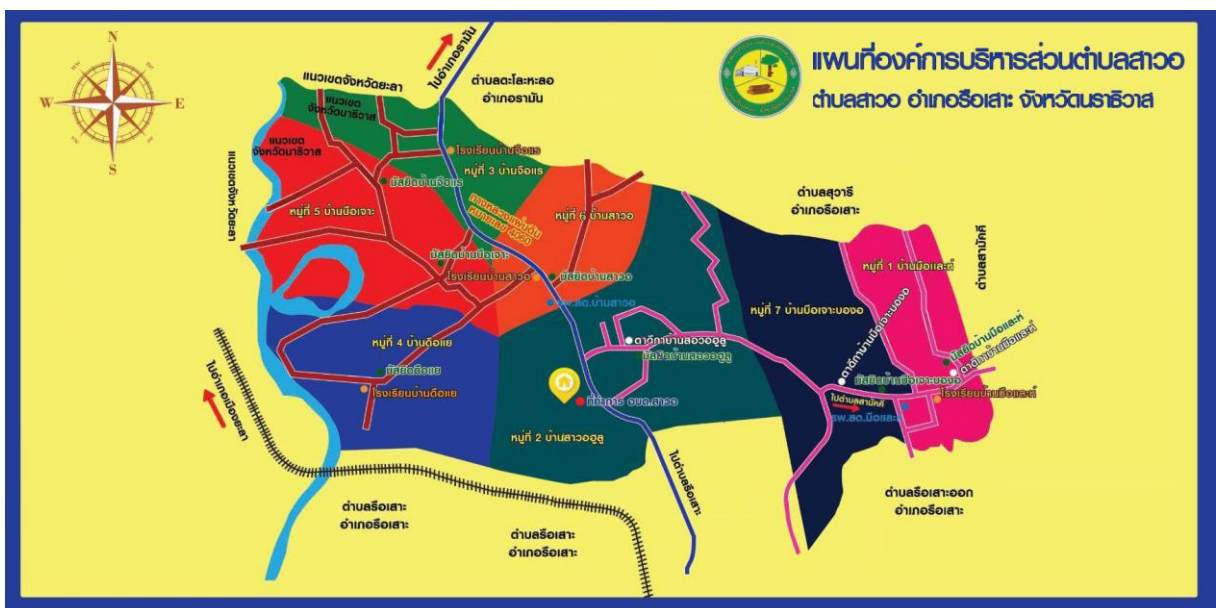 แผนที่องค์การบริหารส่วนตำบลสาวอ
ตำบลสาวอ อำเภอรือเสาะ จังหวัดนราธิวาส
N
W
E
S
ไปอำเภอรามัน
ตำบลตะโละหะลอ
อำเภอรามัน
แนวเขตจังหวัดยะลา
แนวเขต
จังหวัดนาริวาส
แนวเขต
จังหวัดนาริวาส
แนวเขตจังหวัดยะลา
โรงเรียนบ้านจือแร
หมู่ที่ 3 บ้านจือแร
มัสยิดบ้านจือแร
ทางหลวงแผ่นดิน
หมายเลข 4060
หมู่ที่ 5 บ้านบือเจาะ
หมู่ที่ 6 บ้านสาวอ
ตำบลสุวารี
อำเภอรือเสาะ
ตำบลสามัคคี
หมู่ที่ 1 บ้านมือและห์
มัสยิดบ้านบือเจาะ
โรงเรียนบ้านสาวอ
มัสยิดบ้านสาวอ
รพ.สต.บ้านสาวอ
หมู่ที่ 7 บ้านบือเจาะบองอ
ตาดีกาบ้านบือเจาะบองอ
หมู่ที่ 4 บ้านดือแย
ตาดีกาบ้านสอวออูลู
มัสยิดบ้านสอวออูลู
มัสยิดบ้านมือและห์
ตาดีกาบ้านมือและห์
มัสยิดดือแย
โรงเรียนบ้านดือแย
มัสยิดบ้านบือเจาะบองอ
โรงเรียนบ้านมือและห์
ไปตำบลสามัคคี
ที่ทำการ อบต.สาวอ
ไปอำเภอเมืองยะลา
หมู่ที่ 2 บ้านสาวออูลู
ไปตำบลรือเสาะ
ตำบลรือเสาะออก
อำเภอรือเสาะ
ตำบลรือเสาะ
อำเภอรือเสาะ
ตำบลรือเสาะ
อำเภอรือเสาะ